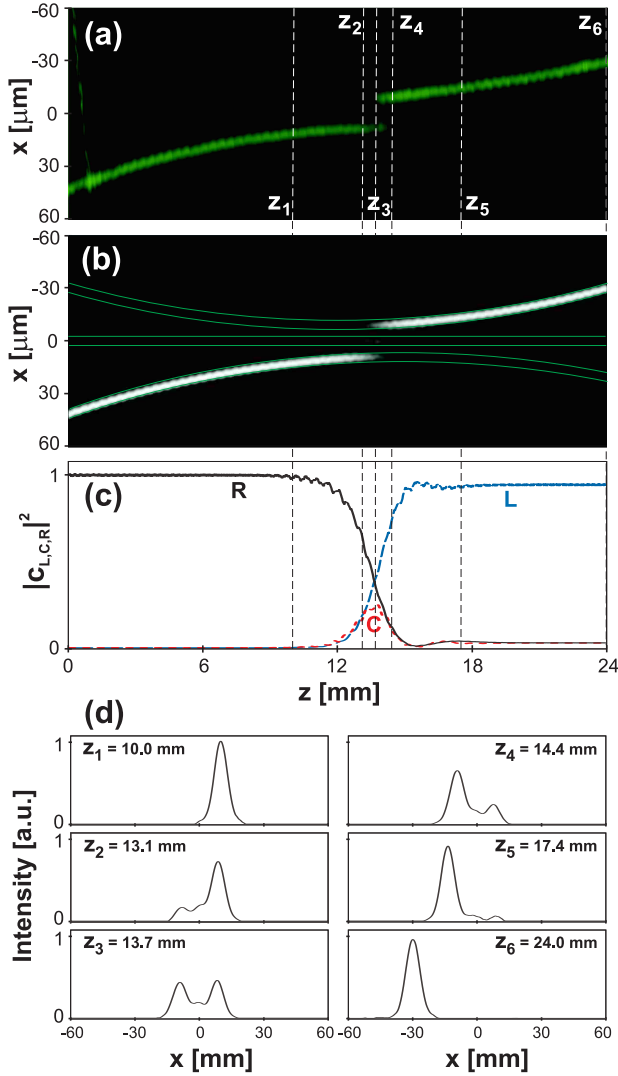 -60
-30
0
30
60
x [μm]
(a)
z2
z4
z6
z1
z3
z5
-60
-30
0
30
60
x [μm]
(b)
1
0
|cL,C,R|²
(c)
R
L
C
0
6
12
18
24
z [mm]
(d)
Intensity [a.u.]
1
z1 = 10.0 mm
1
z2 = 13.1 mm
0
1
z3 = 13.7 mm
0
z4 = 14.4 mm
z5 = 17.4 mm
z6 = 24.0 mm
-60 -30 0 30 60
-60 -30 0 30 60
x [mm]
x [mm]